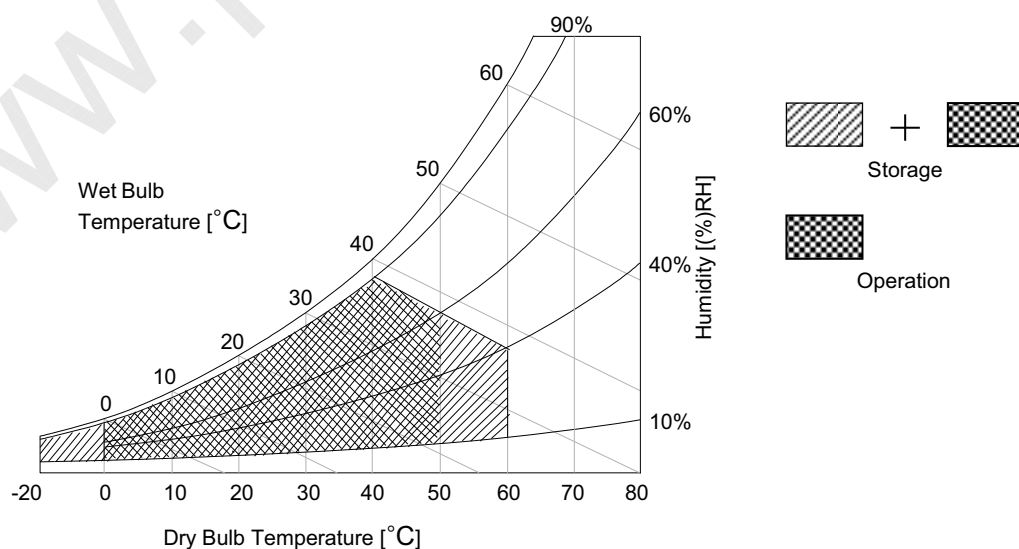 www.
90%
60
60%
50
Wet Bulb
Temperature [°C]
40
40%
Humidity [(%)RH]
30
20
10
0
10%
-20 0 10 20 30 40 50 60 70 80
Dry Bulb Temperature [°C]
+
Storage
Operation